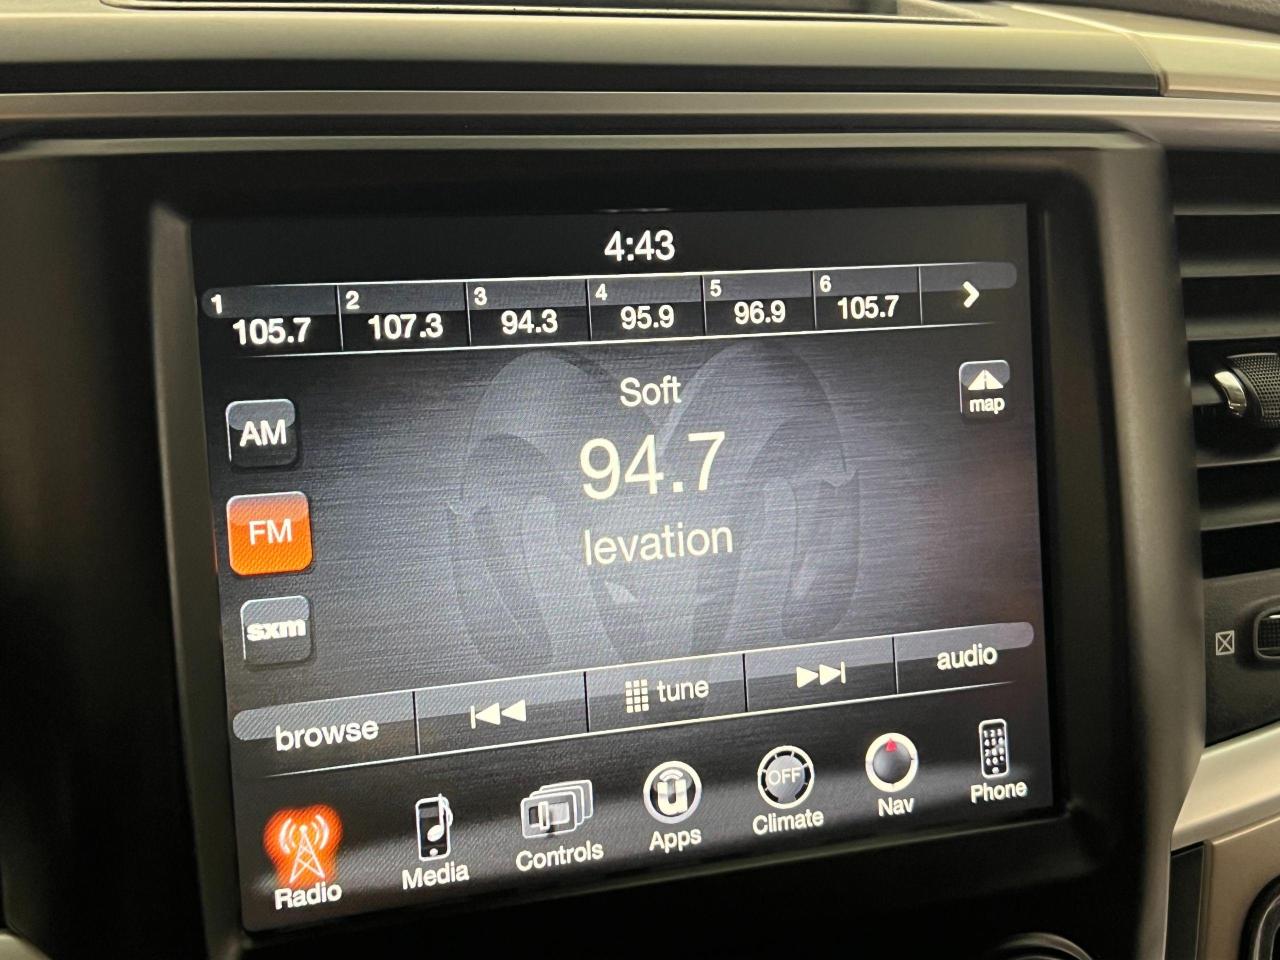 4:43
1 105.7
2 107.3
3 94.3
4 95.9
5 96.9
6 105.7
Soft
map
AM
94.7
FM
levation
sxm
browse
tune
audio
Radio
Media
Controls
Apps
OFF
Climate
Nav
Phone